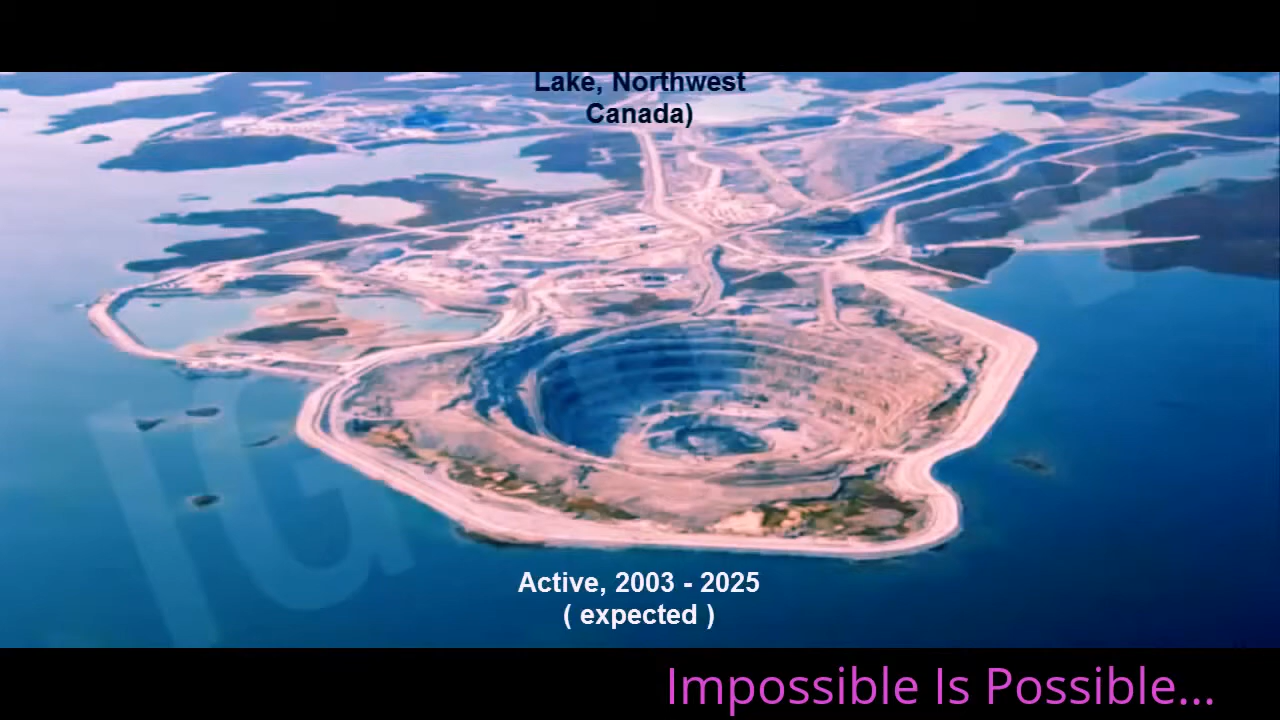 Lake, Northwest
Canada)
Active, 2003 - 2025
( expected )
Impossible Is Possible...